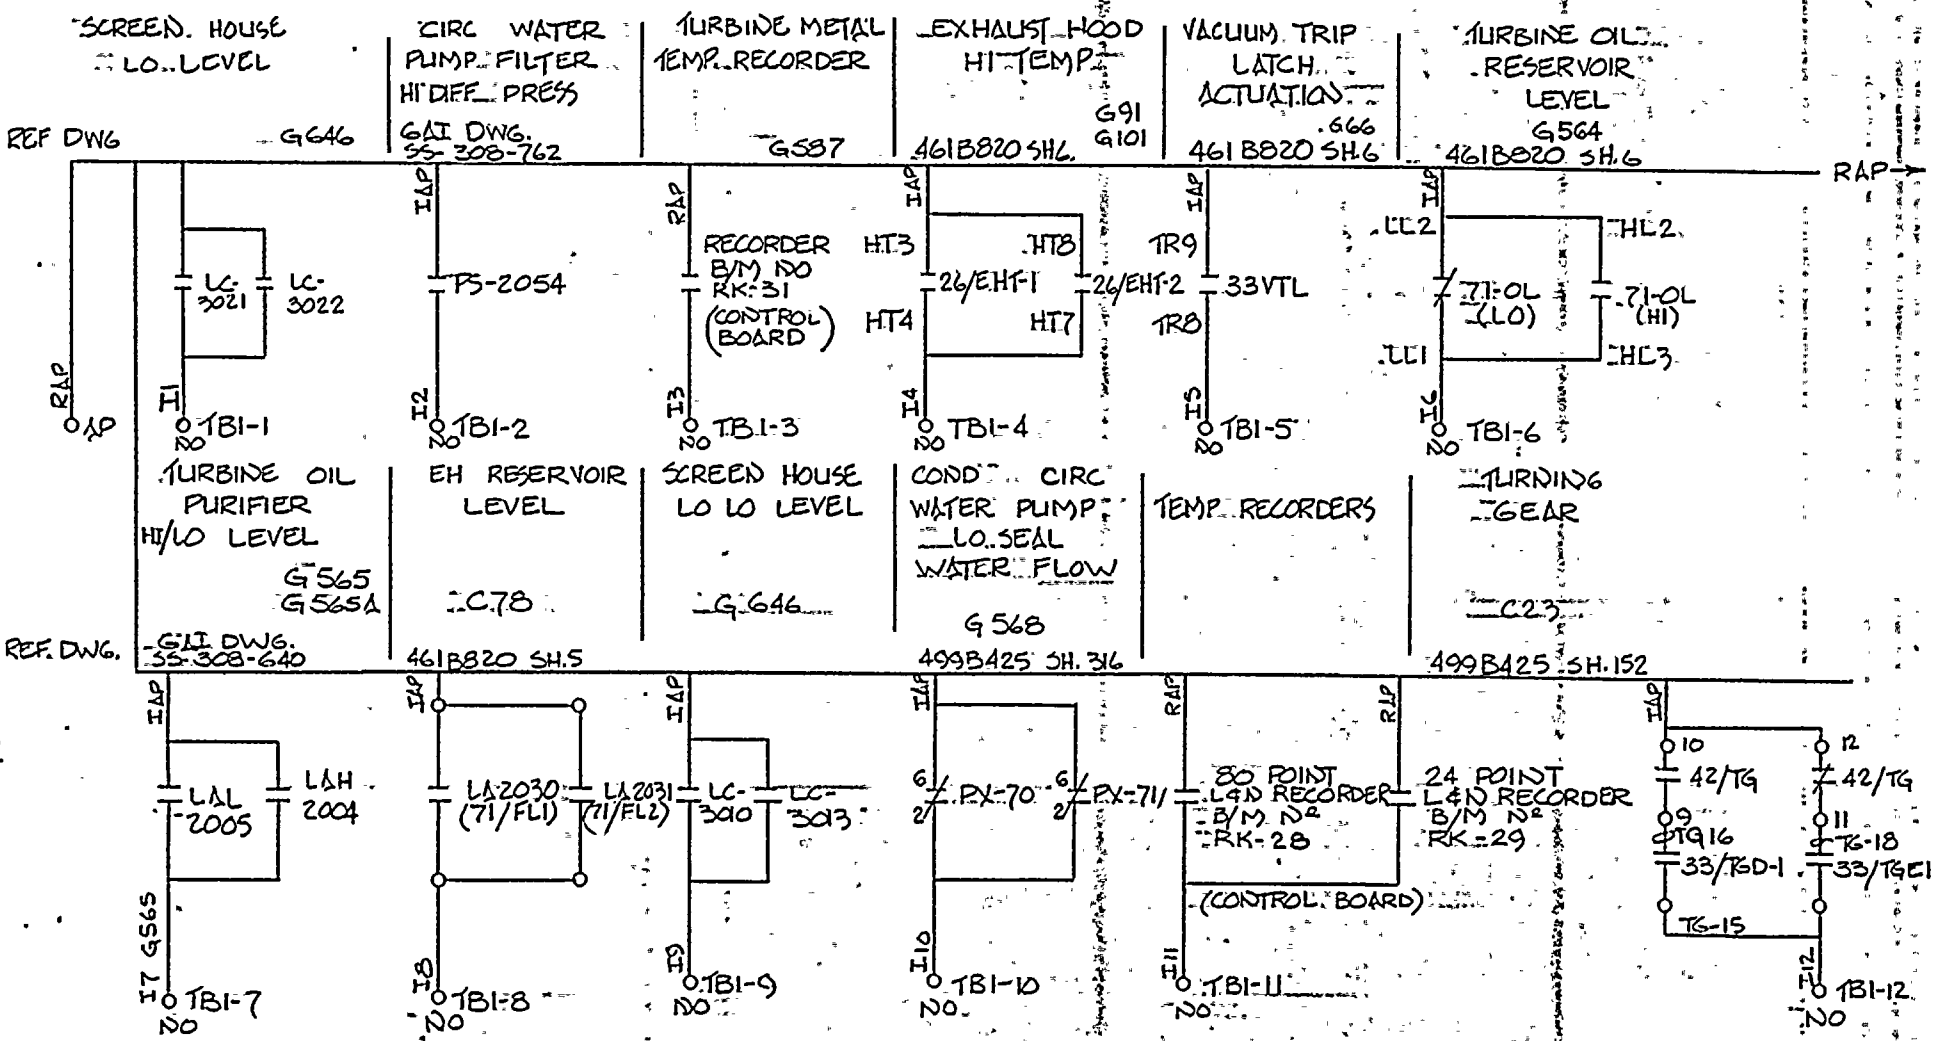 SCREEN HOUSE
LO LEVEL
CIRC WATER
PUMP FILTER
HI DIFF PRESS
TURBINE METAL
TEMP. RECORDER
EXHAUST HOOD
HI TEMP
VACUUM TRIP
LATCH
ACTUATION
TURBINE OIL
RESERVOIR
LEVEL
REF DWG
G646
GAI DWG.
SS-308-762
G587
G91
G101
461B820 SH6.
G66
461B820 SH.6
G564
461B820 SH.6
RAP
RAP
AP
LC-
3021
LC-
3022
I1
TB1-1
NO
IAP
PS-2054
I2
TB1-2
NO
RAP
RECORDER
B/M NO
RK-31
(CONTROL
BOARD)
I3
TB1-3
NO
IAP
HT3
HT8
26/EHT-1
26/EHT-2
HT4
HT7
I4
TB1-4
NO
IAP
TR9
33VTL
TR8
I5
TB1-5
NO
IAP
LL2
HL2
71-OL
(LO)
71-OL
(HI)
LL1
HL3
I6
TB1-6
NO
TURBINE OIL
PURIFIER
HI/LO LEVEL
G565
G565A
EH RESERVOIR
LEVEL
C78
SCREEN HOUSE
LO LO LEVEL
G646
COND CIRC
WATER PUMP
LO SEAL
WATER FLOW
G568
TEMP RECORDERS
TURNING
GEAR
C23
REF. DWG.
GAI DWG.
SS-308-640
461B820 SH.5
499B425 SH. 316
499B425 SH.152
IAP
LAL
2005
LAH
2004
I7 G565
TB1-7
NO
IAP
LA2030
(71/FL1)
LA2031
(71/FL2)
I8
TB1-8
NO
IAP
LC-
3010
LC-
3013
I9
TB1-9
NO
IAP
6
2
PX-70
6
2
PX-71
I10
TB1-10
NO
RAP
80 POINT
L&N RECORDER
B/M NO
RK-28
RAP
24 POINT
L&N RECORDER
B/M NO
RK-29
(CONTROL BOARD)
I11
TB1-11
NO
IAP
10
42/TG
9
TG16
33/TGD-1
TG-15
12
42/TG
11
TG-18
33/TGE1
I12
TB1-12
NO